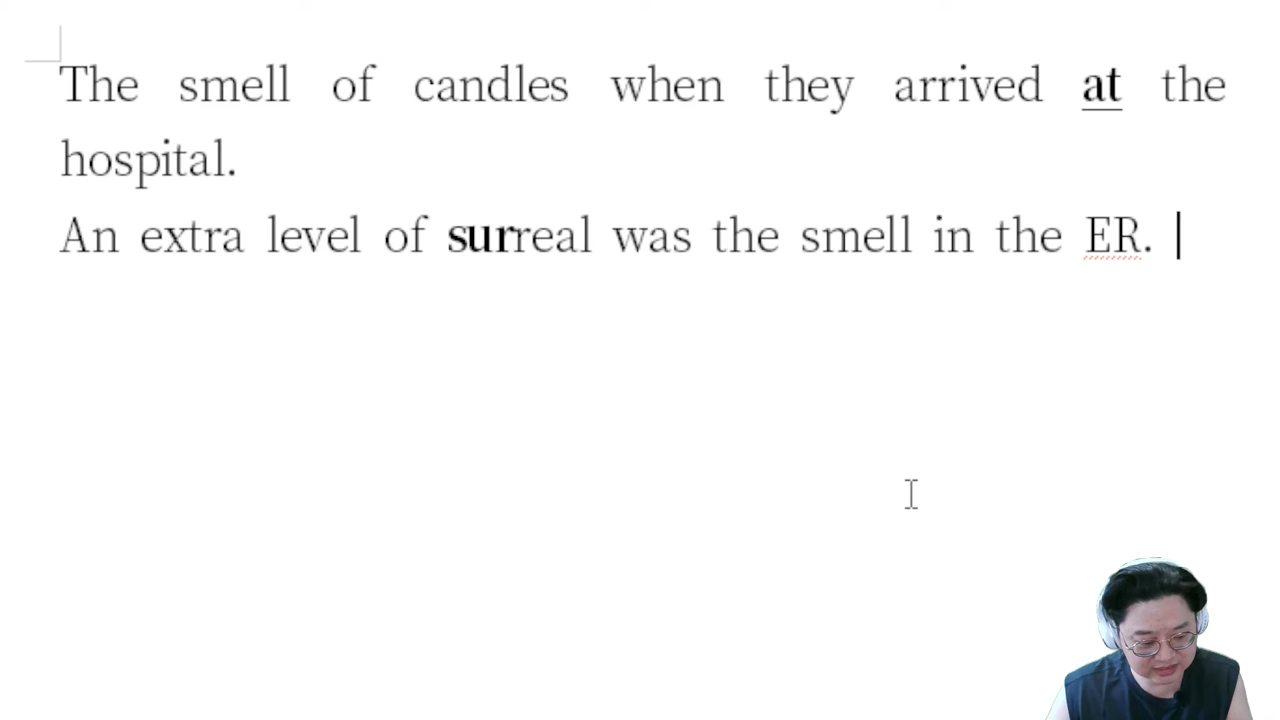 The smell of candles when they arrived at the
hospital.
An extra level of surreal was the smell in the ER.